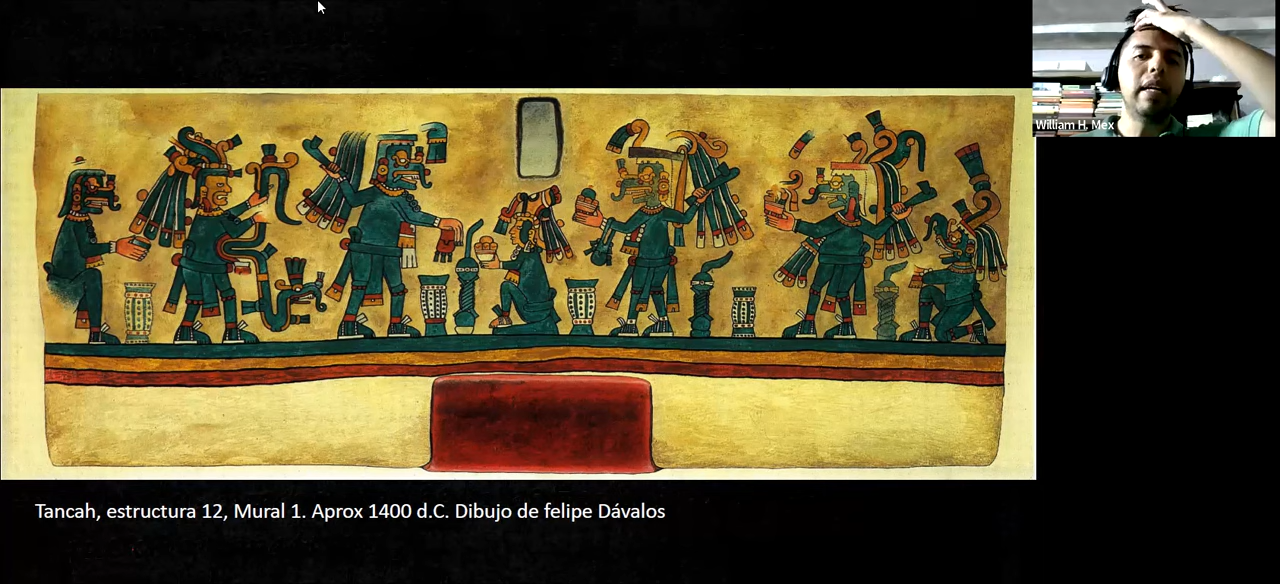 William H. Mex
Tancah, estructura 12, Mural 1. Aprox 1400 d.C. Dibujo de felipe Dávalos